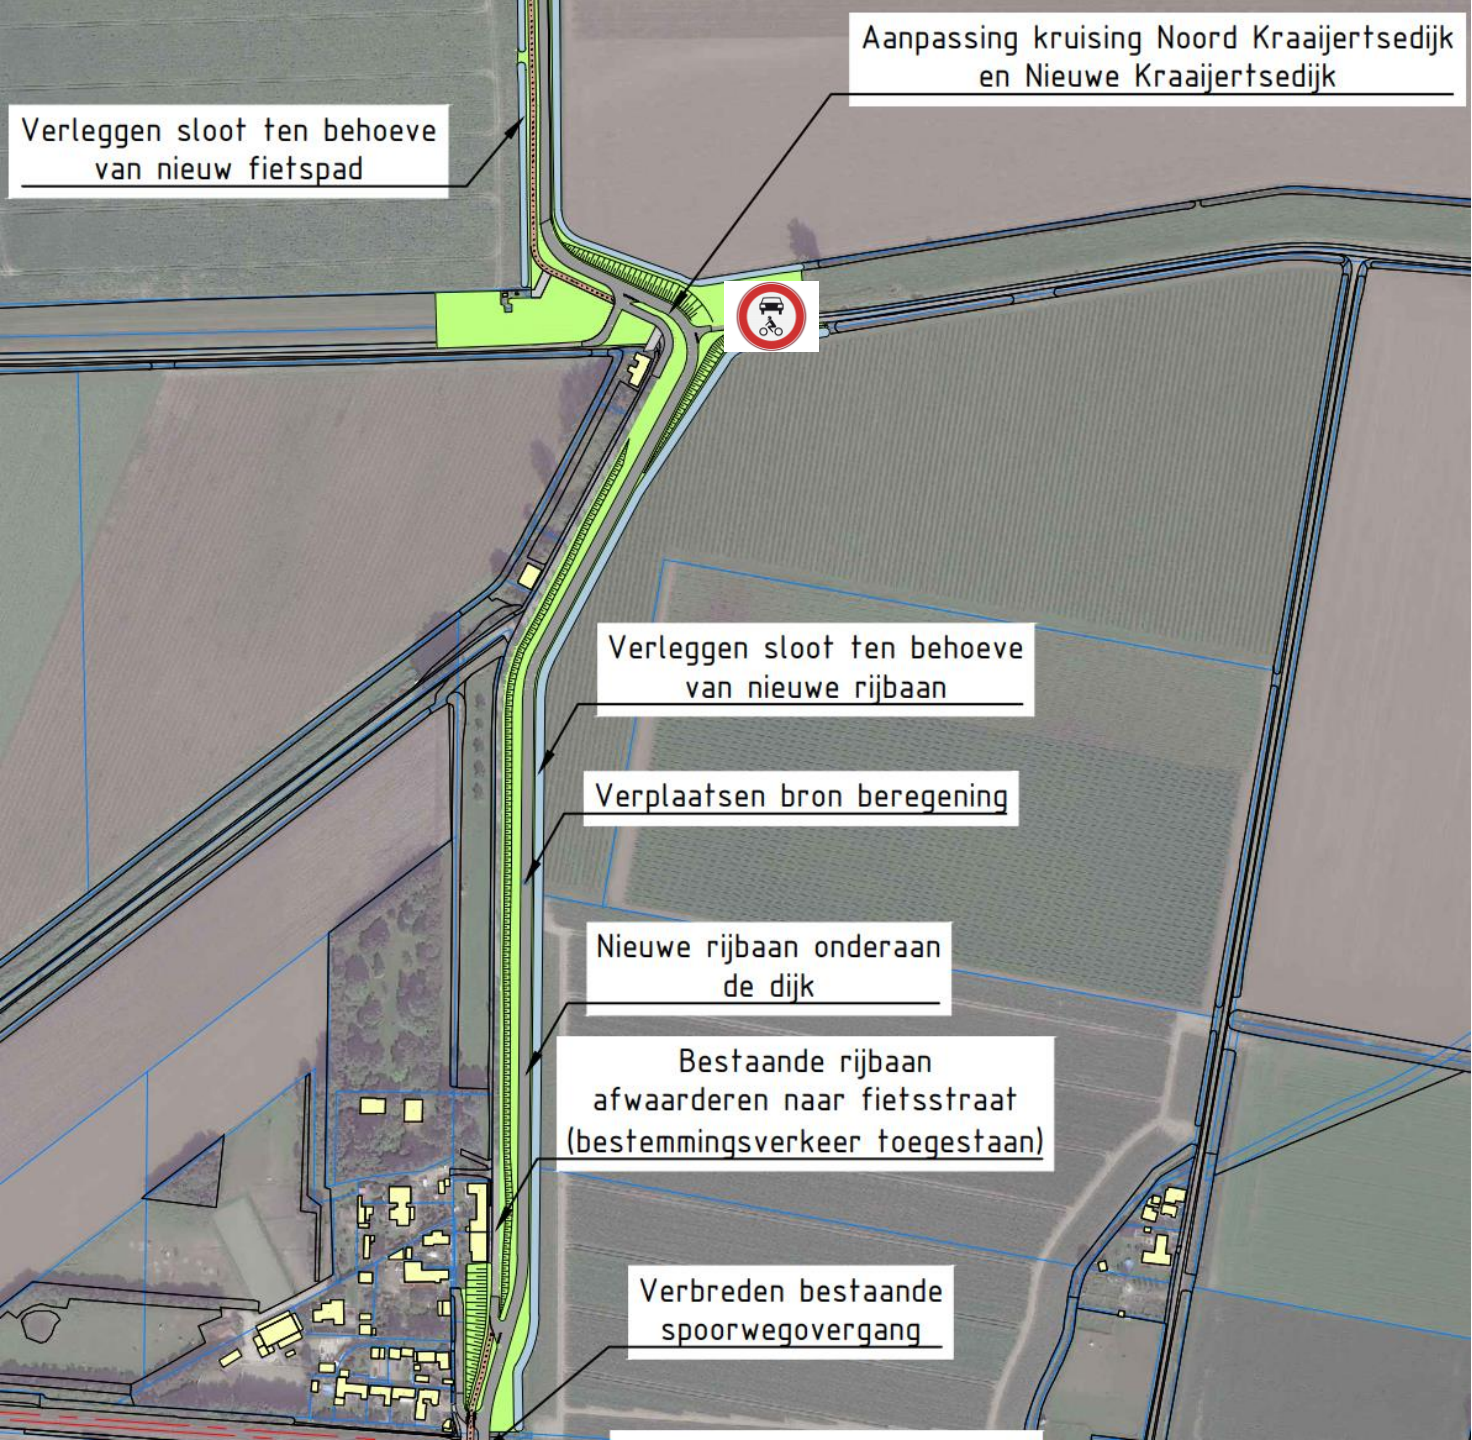 Aanpassing kruising Noord Kraaijertsedijk
en Nieuwe Kraaijertsedijk
Verleggen sloot ten behoeve
van nieuw fietspad
Verleggen sloot ten behoeve
van nieuwe rijbaan
Verplaatsen bron beregening
Nieuwe rijbaan onderaan
de dijk
Bestaande rijbaan
afwaarderen naar fietsstraat
(bestemmingsverkeer toegestaan)
Verbreden bestaande
spoorwegovergang